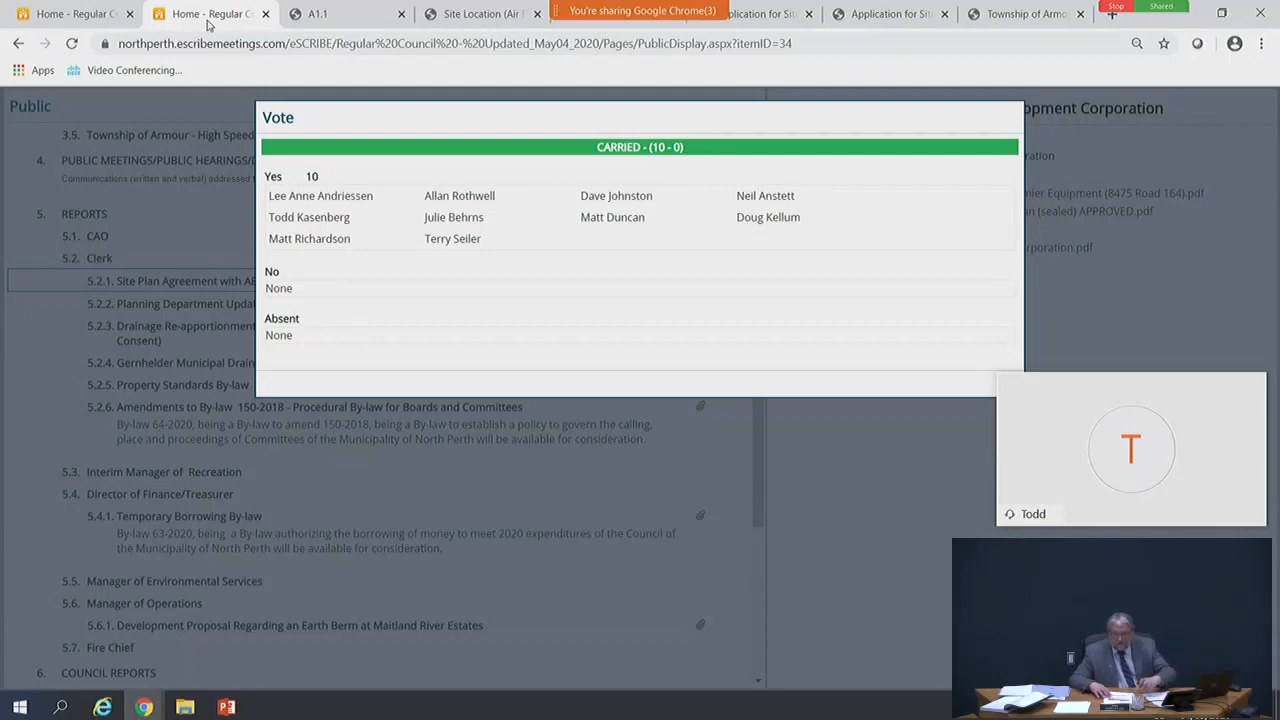 Home - Regular C
Home - Regular C
A1.1
Site Location (Air P
You're sharing Google Chrome(3)
plication for Sit
Application for Sit
Township of Armo
Stop
Shared
northperth.escribemeetings.com/eSCRIBE/Regular%20Council%20-%20Updated_May04_2020/Pages/PublicDisplay.aspx?itemID=34
Apps
Video Conferencing...
Public
3.5. Township of Armour - High Speed
4. PUBLIC MEETINGS/PUBLIC HEARINGS/
Communications (written and verbal) addressed
5. REPORTS
5.1. CAO
5.2. Clerk
5.2.1. Site Plan Agreement with AB
5.2.2. Planning Department Updat
5.2.3. Drainage Re-apportionment
Consent)
5.2.4. Gernhelder Municipal Drain
5.2.5. Property Standards By-law
5.2.6. Amendments to By-law 150-2018 - Procedural By-law for Boards and Committees
By-law 64-2020, being a By-law to amend 150-2018, being a By-law to establish a policy to govern the calling,
place and proceedings of Committees of the Municipality of North Perth will be available for consideration.
5.3. Interim Manager of Recreation
5.4. Director of Finance/Treasurer
5.4.1. Temporary Borrowing By-law
By-law 63-2020, being a By-law authorizing the borrowing of money to meet 2020 expenditures of the Council of
the Municipality of North Perth will be available for consideration.
5.5. Manager of Environmental Services
5.6. Manager of Operations
5.6.1. Development Proposal Regarding an Earth Berm at Maitland River Estates
5.7. Fire Chief
6. COUNCIL REPORTS
Vote
CARRIED - (10 - 0)
Yes 10
Lee Anne Andriessen Allan Rothwell Dave Johnston Neil Anstett
Todd Kasenberg Julie Behrns Matt Duncan Doug Kellum
Matt Richardson Terry Seiler
No
None
Absent
None
opment Corporation
oration
ier Equipment (8475 Road 164).pdf
n (sealed) APPROVED.pdf
rporation.pdf
T
Todd